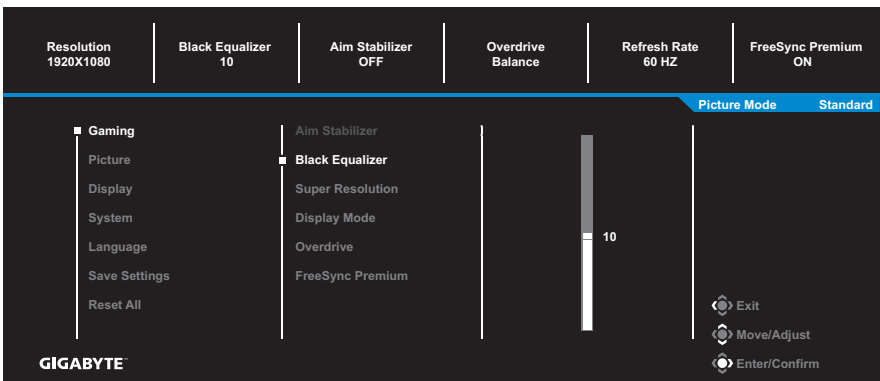 Resolution
1920X1080
Black Equalizer
10
Aim Stabilizer
OFF
Overdrive
Balance
Refresh Rate
60 HZ
FreeSync Premium
ON
Picture Mode Standard
Gaming
Picture
Display
System
Language
Save Settings
Reset All
Aim Stabilizer
Black Equalizer
Super Resolution
Display Mode
Overdrive
FreeSync Premium
10
Exit
Move/Adjust
Enter/Confirm
GIGABYTE™